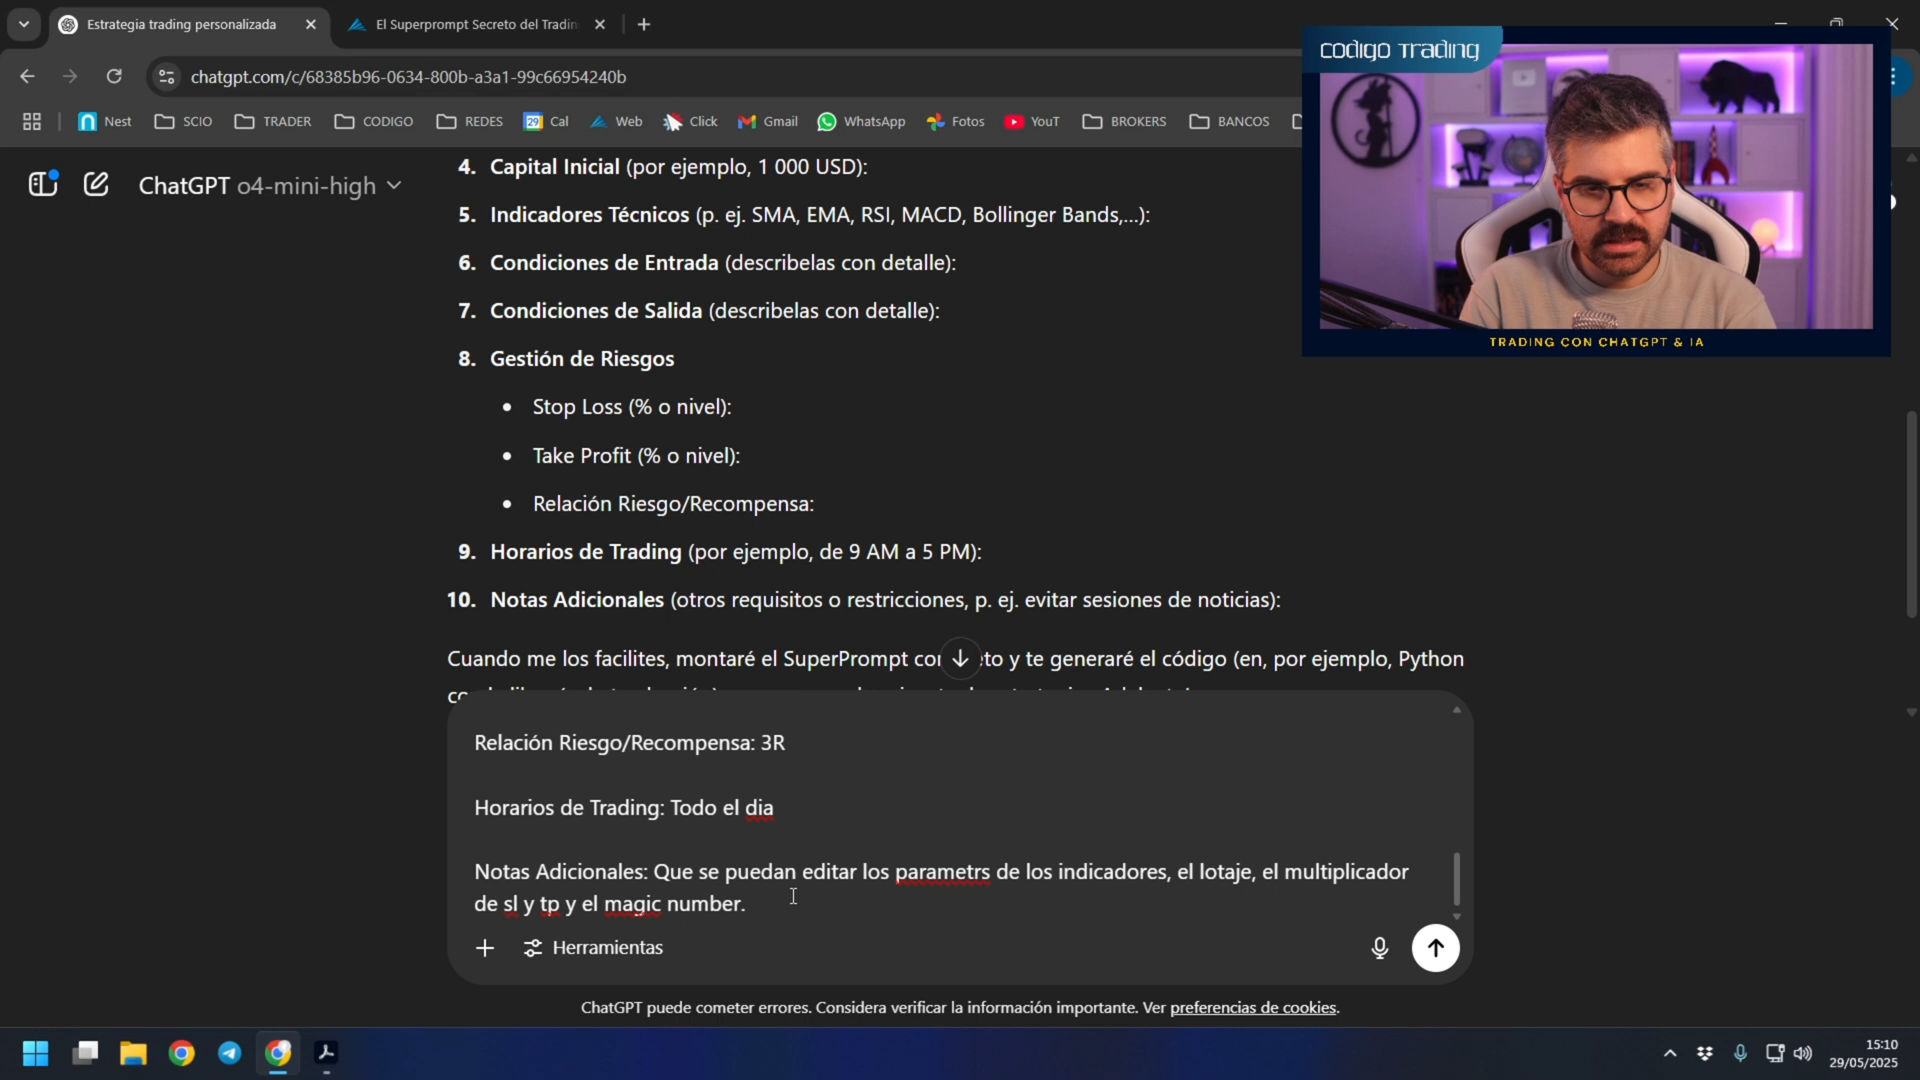 Estrategia trading personalizada
El Superprompt Secreto del Tradin
chatgpt.com/c/68385b96-0634-800b-a3a1-99c66954240b
Nest
SCIO
TRADER
CODIGO
REDES
Cal
Web
Click
Gmail
WhatsApp
Fotos
YouT
BROKERS
BANCOS
codigo Trading
TRADING CON CHATGPT & IA
ChatGPT o4-mini-high
4. Capital Inicial (por ejemplo, 1 000 USD):
5. Indicadores Técnicos (p. ej. SMA, EMA, RSI, MACD, Bollinger Bands,...):
6. Condiciones de Entrada (describelas con detalle):
7. Condiciones de Salida (describelas con detalle):
8. Gestión de Riesgos
• Stop Loss (% o nivel):
• Take Profit (% o nivel):
• Relación Riesgo/Recompensa:
9. Horarios de Trading (por ejemplo, de 9 AM a 5 PM):
10. Notas Adicionales (otros requisitos o restricciones, p. ej. evitar sesiones de noticias):
Cuando me los facilites, montaré el SuperPrompt co eto y te generaré el código (en, por ejemplo, Python
Relación Riesgo/Recompensa: 3R
Horarios de Trading: Todo el dia
Notas Adicionales: Que se puedan editar los parametrs de los indicadores, el lotaje, el multiplicador
de sl y tp y el magic number.
Herramientas
ChatGPT puede cometer errores. Considera verificar la información importante. Ver preferencias de cookies.
15:10
29/05/2025